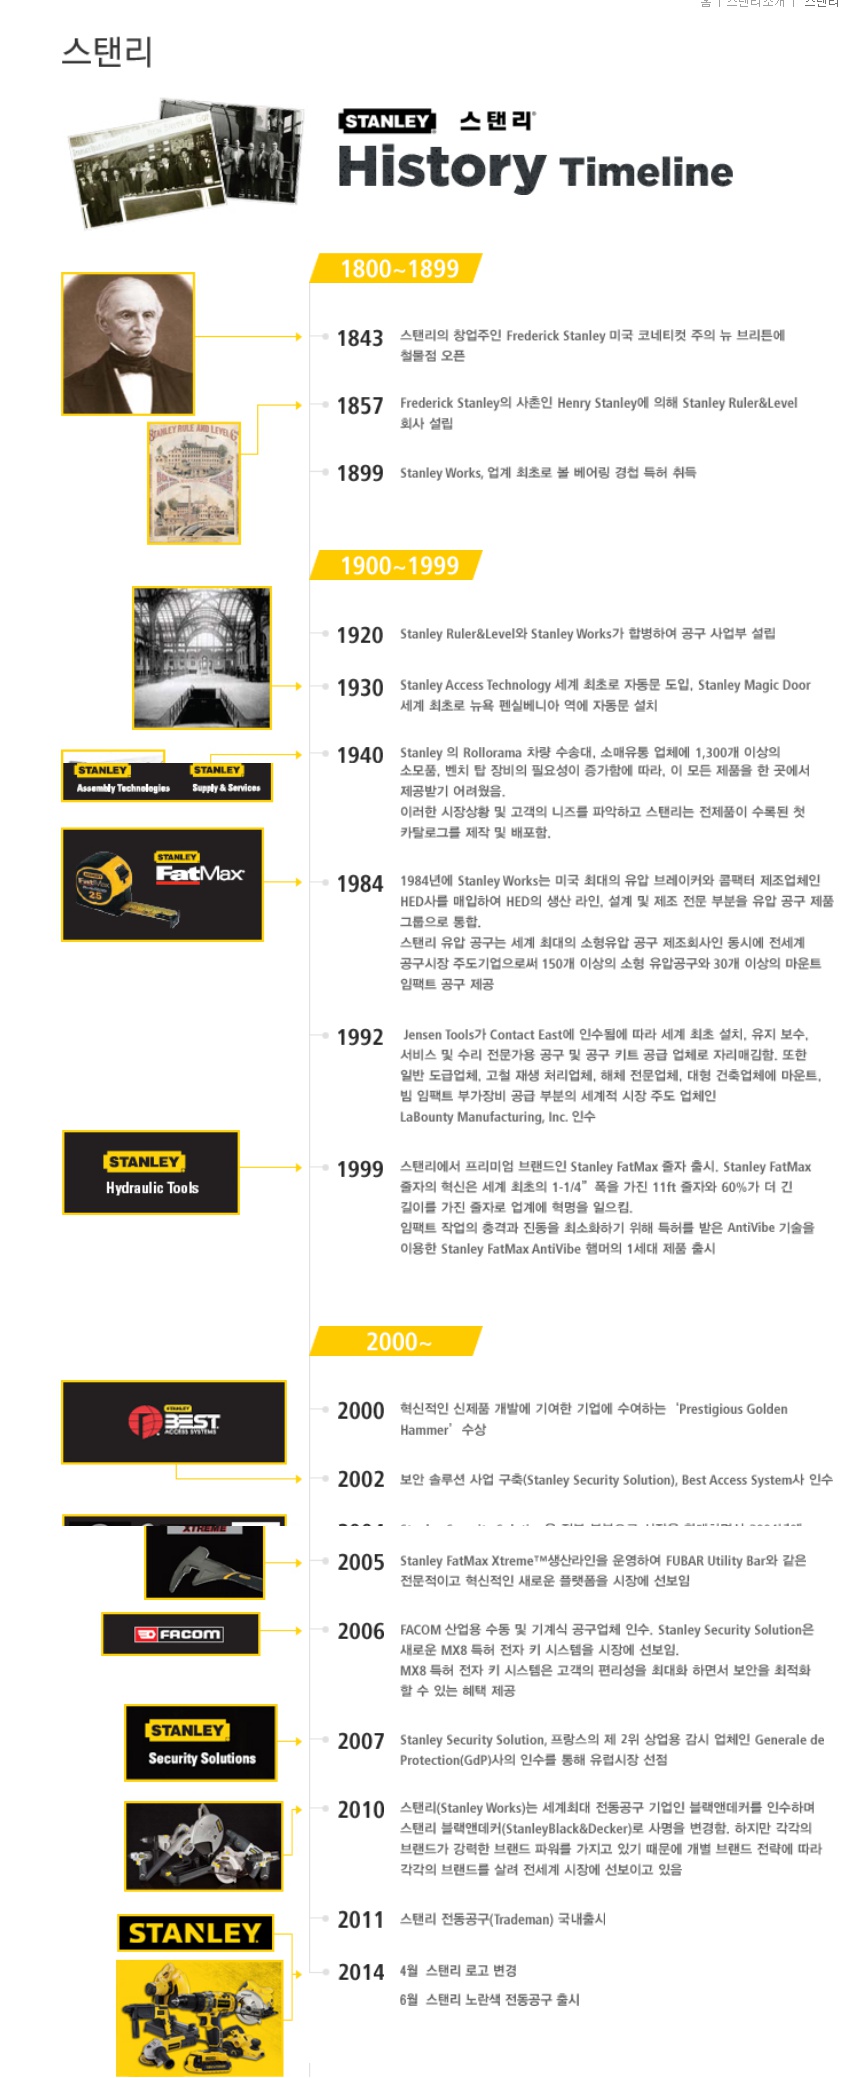 홈 | 스탠리소개 | 스탠리
스탠리
STANLEY 스탠리
History Timeline
1800~1899
1843 스탠리의 창업주인 Frederick Stanley 미국 코네티컷 주의 뉴 브리튼에
철물점 오픈
1857 Frederick Stanley의 사촌인 Henry Stanley에 의해 Stanley Ruler&Level
회사 설립
STANLEY RULE AND LEVEL Co
1899 Stanley Works, 업계 최초로 볼 베어링 경첩 특허 취득
1900~1999
1920 Stanley Ruler&Level와 Stanley Works가 합병하여 공구 사업부 설립
1930 Stanley Access Technology 세계 최초로 자동문 도입, Stanley Magic Door
세계 최초로 뉴욕 펜실베니아 역에 자동문 설치
1940 Stanley 의 Rollorama 차량 수송대, 소매유통 업체에 1,300개 이상의
소모품, 벤치 탑 장비의 필요성이 증가함에 따라, 이 모든 제품을 한 곳에서
제공받기 어려웠음.
이러한 시장상황 및 고객의 니즈를 파악하고 스탠리는 전제품이 수록된 첫
카탈로그를 제작 및 배포함.
STANLEY STANLEY
Assembly Technologies Supply & Services
STANLEY
FatMax
FatMax
25
1984 1984년에 Stanley Works는 미국 최대의 유압 브레이커와 콤팩터 제조업체인
HED사를 매입하여 HED의 생산 라인, 설계 및 제조 전문 부분을 유압 공구 제품
그룹으로 통합.
스탠리 유압 공구는 세계 최대의 소형유압 공구 제조회사인 동시에 전세계
공구시장 주도기업으로써 150개 이상의 소형 유압공구와 30개 이상의 마운트
임팩트 공구 제공
1992 Jensen Tools가 Contact East에 인수됨에 따라 세계 최초 설치, 유지 보수,
서비스 및 수리 전문가용 공구 및 공구 키트 공급 업체로 자리매김함. 또한
일반 도급업체, 고철 재생 처리업체, 해체 전문업체, 대형 건축업체에 마운트,
빔 임팩트 부가장비 공급 부분의 세계적 시장 주도 업체인
LaBounty Manufacturing, Inc. 인수
STANLEY
Hydraulic Tools
1999 스탠리에서 프리미엄 브랜드인 Stanley FatMax 줄자 출시. Stanley FatMax
줄자의 혁신은 세계 최초의 1-1/4” 폭을 가진 11ft 줄자와 60%가 더 긴
길이를 가진 줄자로 업계에 혁명을 일으킴.
임팩트 작업의 충격과 진동을 최소화하기 위해 특허를 받은 AntiVibe 기술을
이용한 Stanley FatMax AntiVibe 햄머의 1세대 제품 출시
2000~
STANLEY
BEST
ACCESS SYSTEMS
2000 혁신적인 신제품 개발에 기여한 기업에 수여하는 ‘Prestigious Golden
Hammer’ 수상
2002 보안 솔루션 사업 구축(Stanley Security Solution), Best Access System사 인수
XTREME
2005 Stanley FatMax Xtreme™생산라인을 운영하여 FUBAR Utility Bar와 같은
전문적이고 혁신적인 새로운 플랫폼을 시장에 선보임
FACOM
2006 FACOM 산업용 수동 및 기계식 공구업체 인수. Stanley Security Solution은
새로운 MX8 특허 전자 키 시스템을 시장에 선보임.
MX8 특허 전자 키 시스템은 고객의 편리성을 최대화 하면서 보안을 최적화
할 수 있는 혜택 제공
STANLEY
Security Solutions
2007 Stanley Security Solution, 프랑스의 제 2위 상업용 감시 업체인 Generale de
Protection(GdP)사의 인수를 통해 유럽시장 선점
2010 스탠리(Stanley Works)는 세계최대 전동공구 기업인 블랙앤데커를 인수하며
스탠리 블랙앤데커(StanleyBlack&Decker)로 사명을 변경함. 하지만 각각의
브랜드가 강력한 브랜드 파워를 가지고 있기 때문에 개별 브랜드 전략에 따라
각각의 브랜드를 살려 전세계 시장에 선보이고 있음
2011 스탠리 전동공구(Trademan) 국내출시
STANLEY
2014 4월 스탠리 로고 변경
6월 스탠리 노란색 전동공구 출시